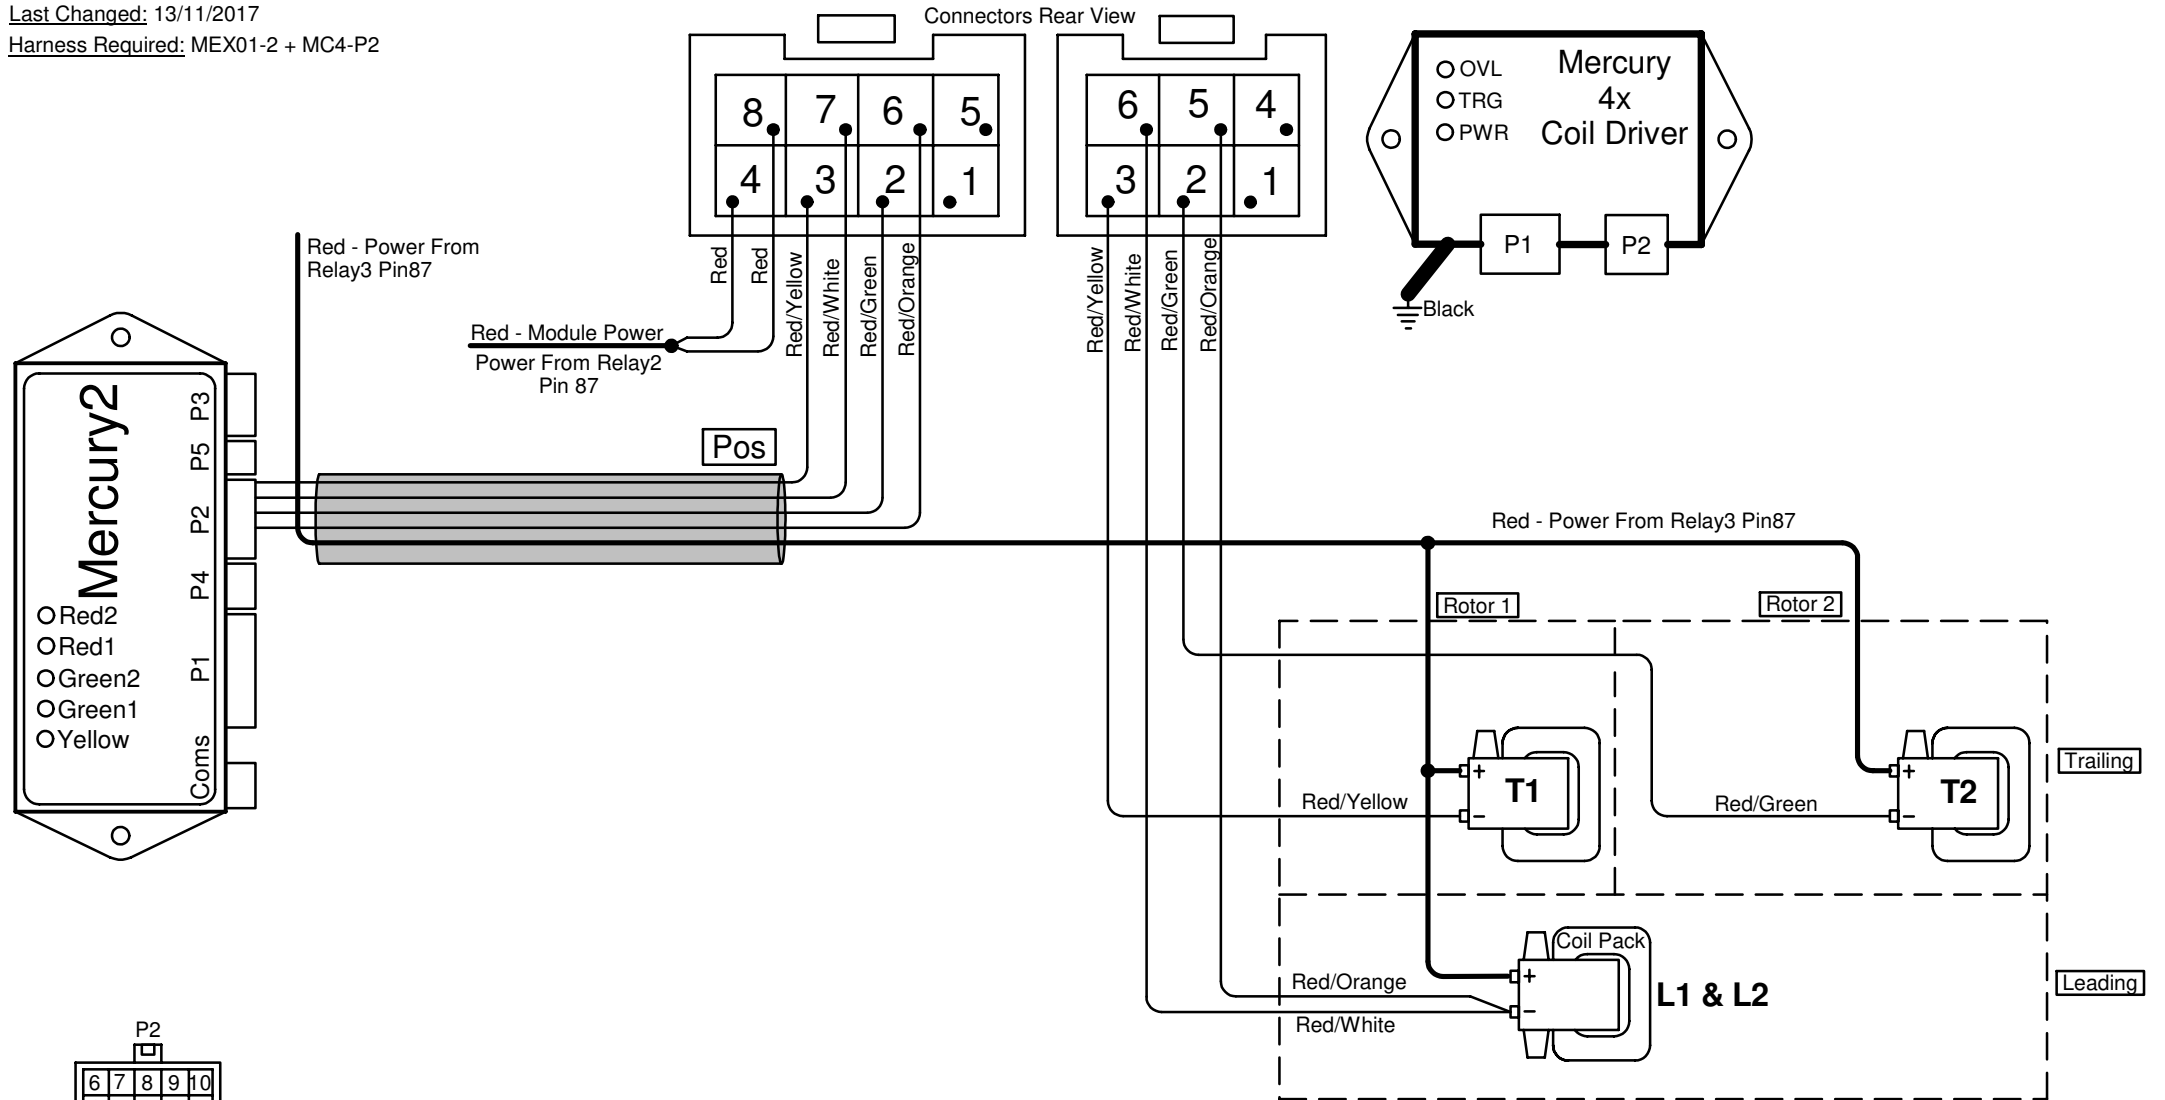 Last Changed: 13/11/2017
Harness Required: MEX01-2 + MC4-P2
Connectors Rear View
8 7 6 5
4 3 2 1
6 5 4
3 2 1
OVL
TRG
PWR
Mercury
4x
Coil Driver
P1 P2
Black
Red - Power From
Relay3 Pin87
Red
Red
Red/Yellow
Red/White
Red/Green
Red/Orange
Red/Yellow
Red/White
Red/Green
Red/Orange
Red - Module Power
Power From Relay2
Pin 87
Pos
Mercury2
P3
P5
P2
P4
P1
Coms
Red2
Red1
Green2
Green1
Yellow
Red - Power From Relay3 Pin87
Rotor 1
Rotor 2
Trailing
+
T1
-
+
T2
-
Red/Yellow
Red/Green
Coil Pack
+
-
L1 & L2
Red/Orange
Red/White
Leading
P2
6 7 8 9 10